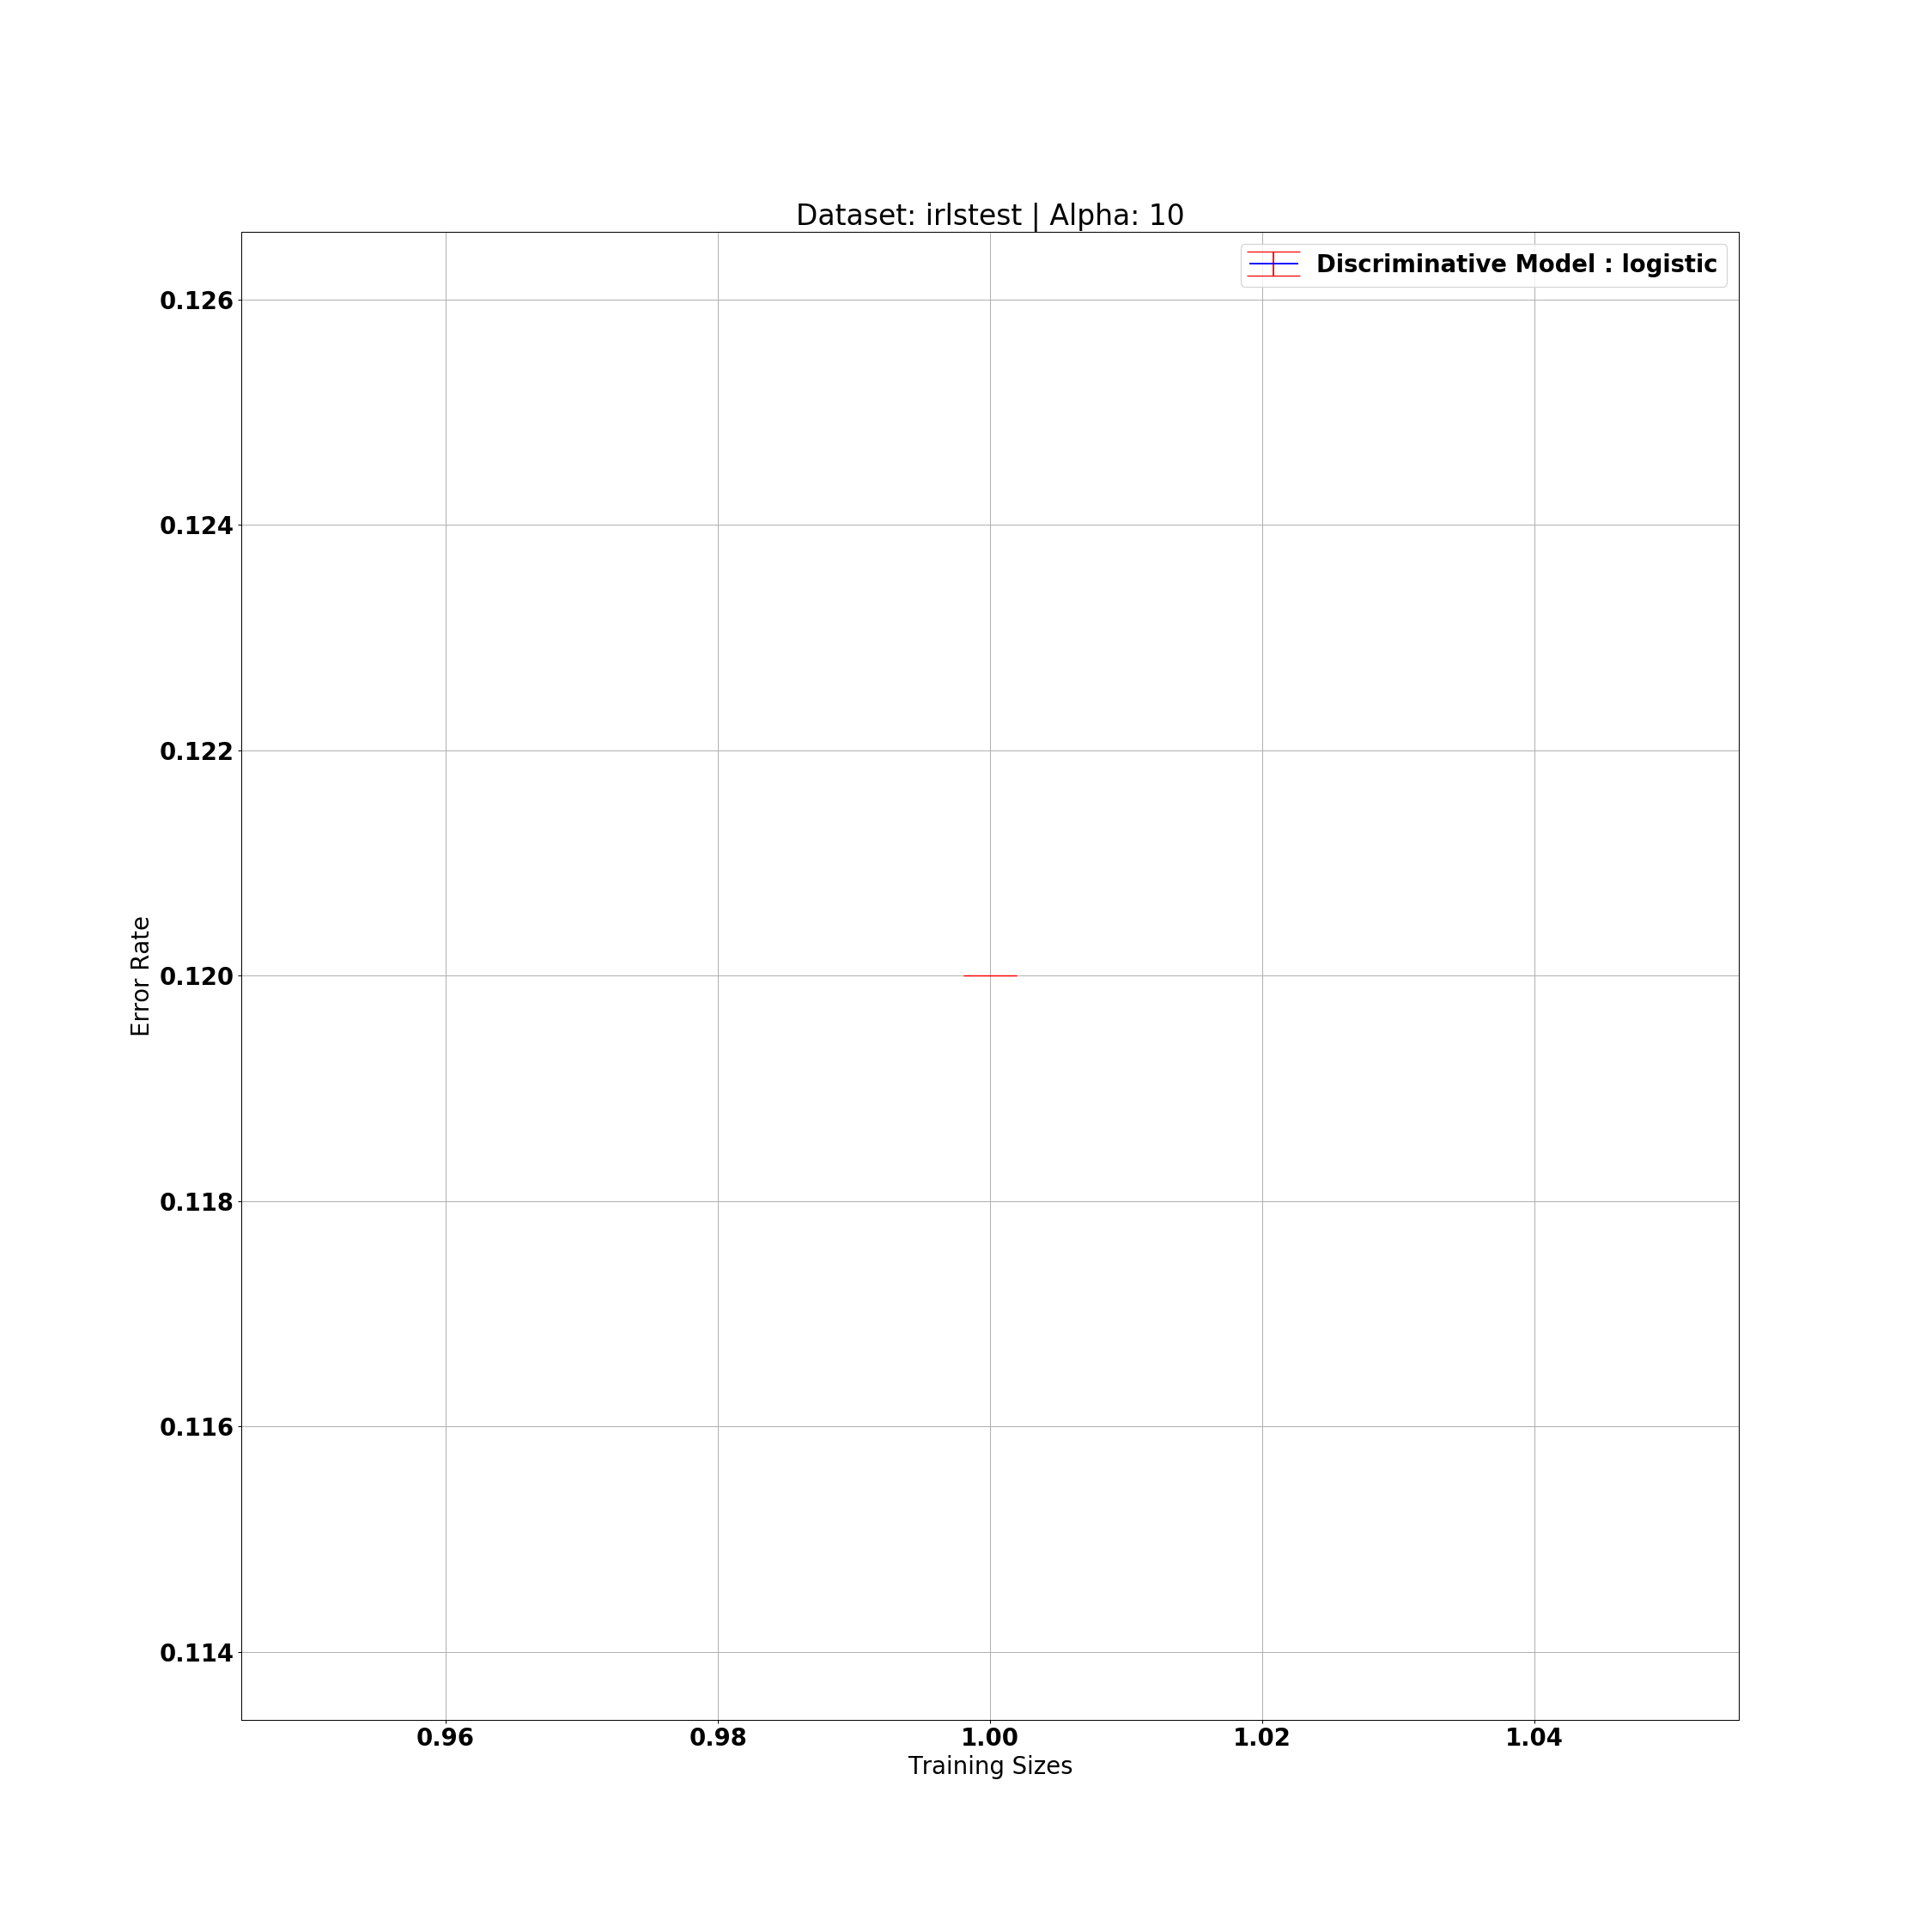 Dataset: irlstest | Alpha: 10
Discriminative Model : logistic
0.126
0.124
0.122
0.120
0.118
0.116
0.114
Error Rate
0.96 0.98 1.00 1.02 1.04
Training Sizes